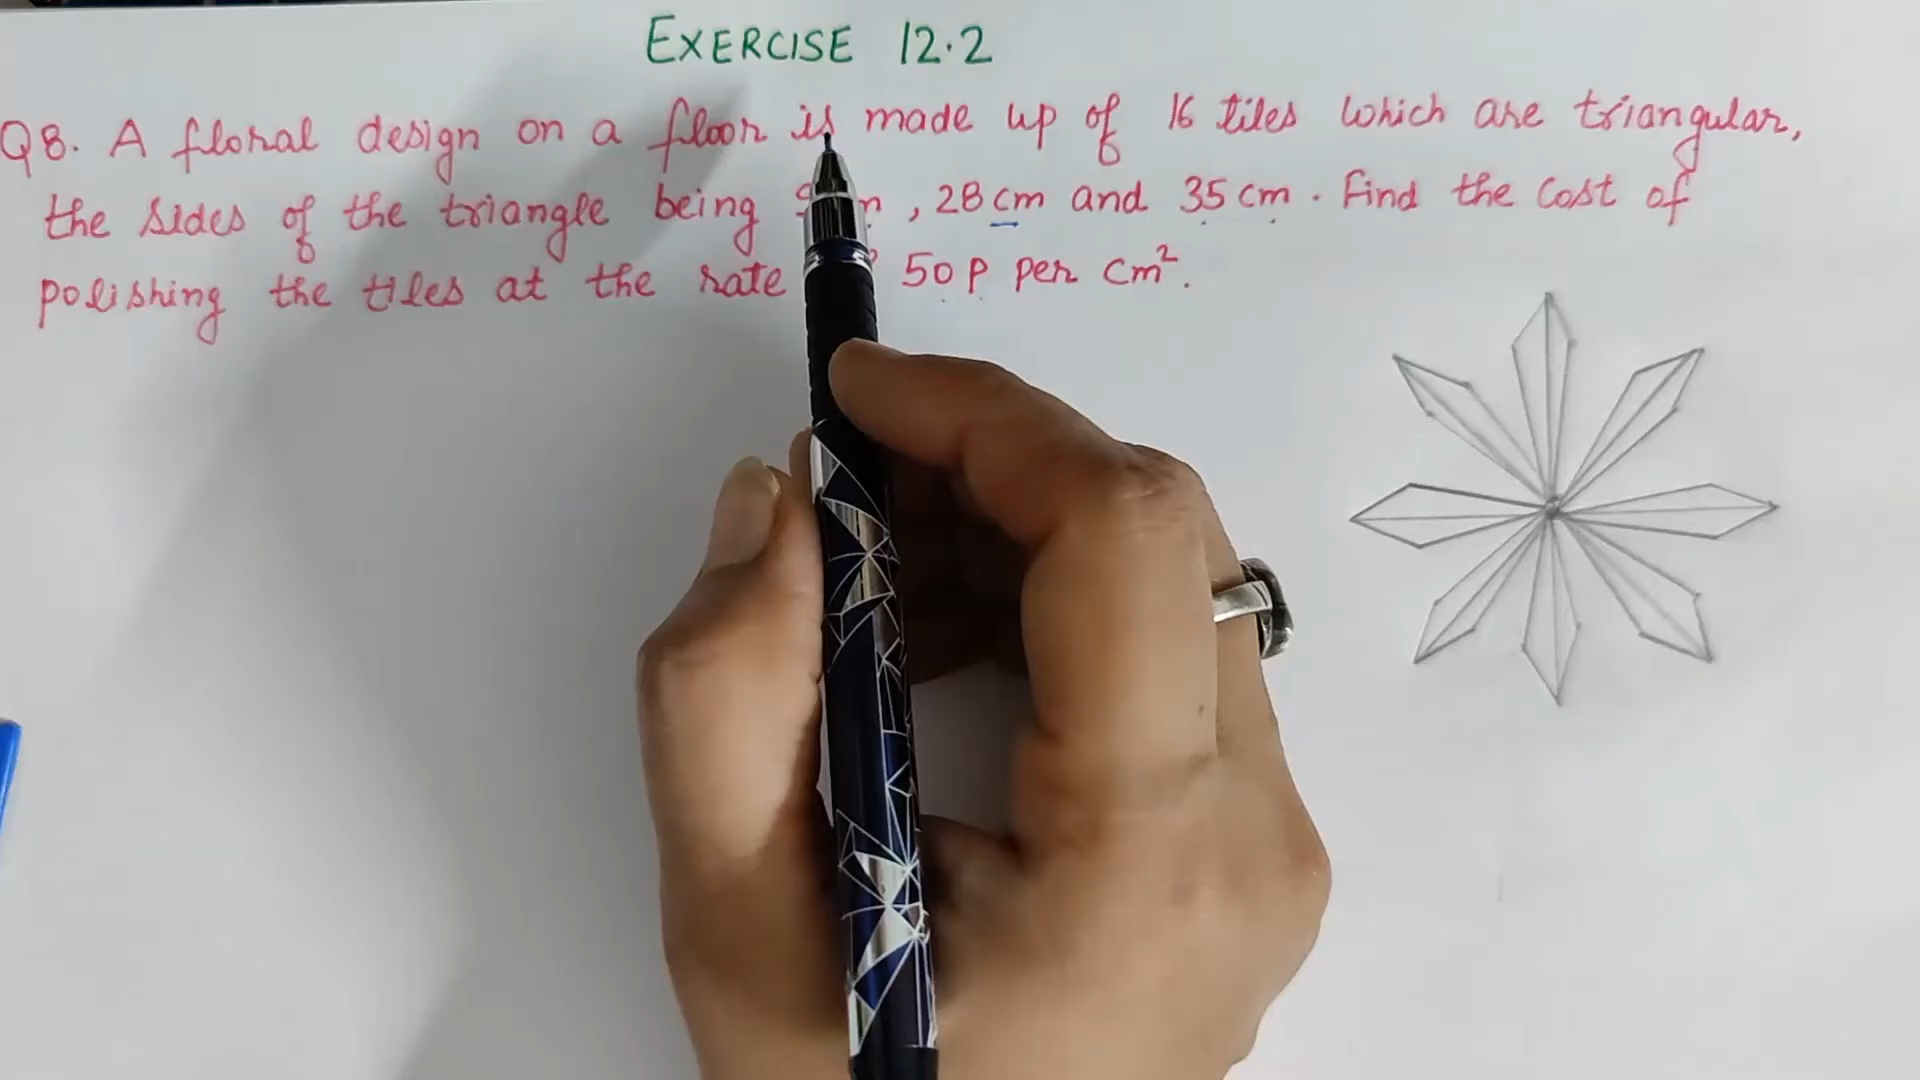 EXERCISE 12.2
Q8. A floral design on a floor is made up of 16 tiles which are triangular,
the sides of the triangle being , 28 cm and 35 cm. Find the cost of
polishing the tiles at the rate 50 p per cm².